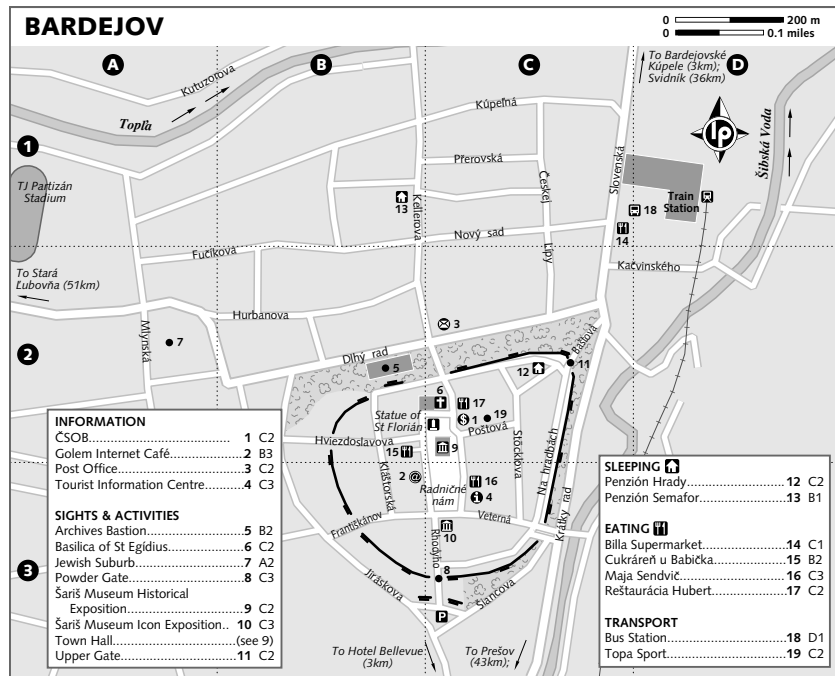 BARDEJOV
0 200 m
0 0.1 miles
A
B
C
D
1
2
3
To Bardejovské
Kúpele (3km);
Svidník (36km)
Kutuzorova
Topľa
Kúpeľná
Přerovská
Českej
Lípy
Slovenská
Šibská Voda
lp
TJ Partizán
Stadium
13
Kellerova
Train
Station
18
14
Nový sad
Fučíkova
Kačvinského
To Stará
Ľubovňa (51km)
Hurbanova
Mlynská
7
3
Dlhý rad
5
Baštová
11
12
6
17
$ 1
19
Statue of
St Florián
Poštová
Stöcklova
Hviezdoslavova
15
9
Na hradbách
Kláštorská
2 @
16
i 4
Radničné
nám
Krátky rad
Františkánov
Veterná
10
Rhodyho
8
Jiráskova
Šiancova
P
To Hotel Bellevue
(3km)
To Prešov
(43km);
INFORMATION
ČSOB 1 C2
Golem Internet Café 2 B3
Post Office 3 C2
Tourist Information Centre 4 C3
SIGHTS & ACTIVITIES
Archives Bastion 5 B2
Basilica of St Egídius 6 C2
Jewish Suburb 7 A2
Powder Gate 8 C3
Šariš Museum Historical
Exposition 9 C2
Šariš Museum Icon Exposition 10 C3
Town Hall (see 9)
Upper Gate 11 C2
SLEEPING
Penzión Hrady 12 C2
Penzión Semafor 13 B1
EATING
Billa Supermarket 14 C1
Cukráreň u Babička 15 B2
Maja Sendvič 16 C3
Reštaurácia Hubert 17 C2
TRANSPORT
Bus Station 18 D1
Topa Sport 19 C2